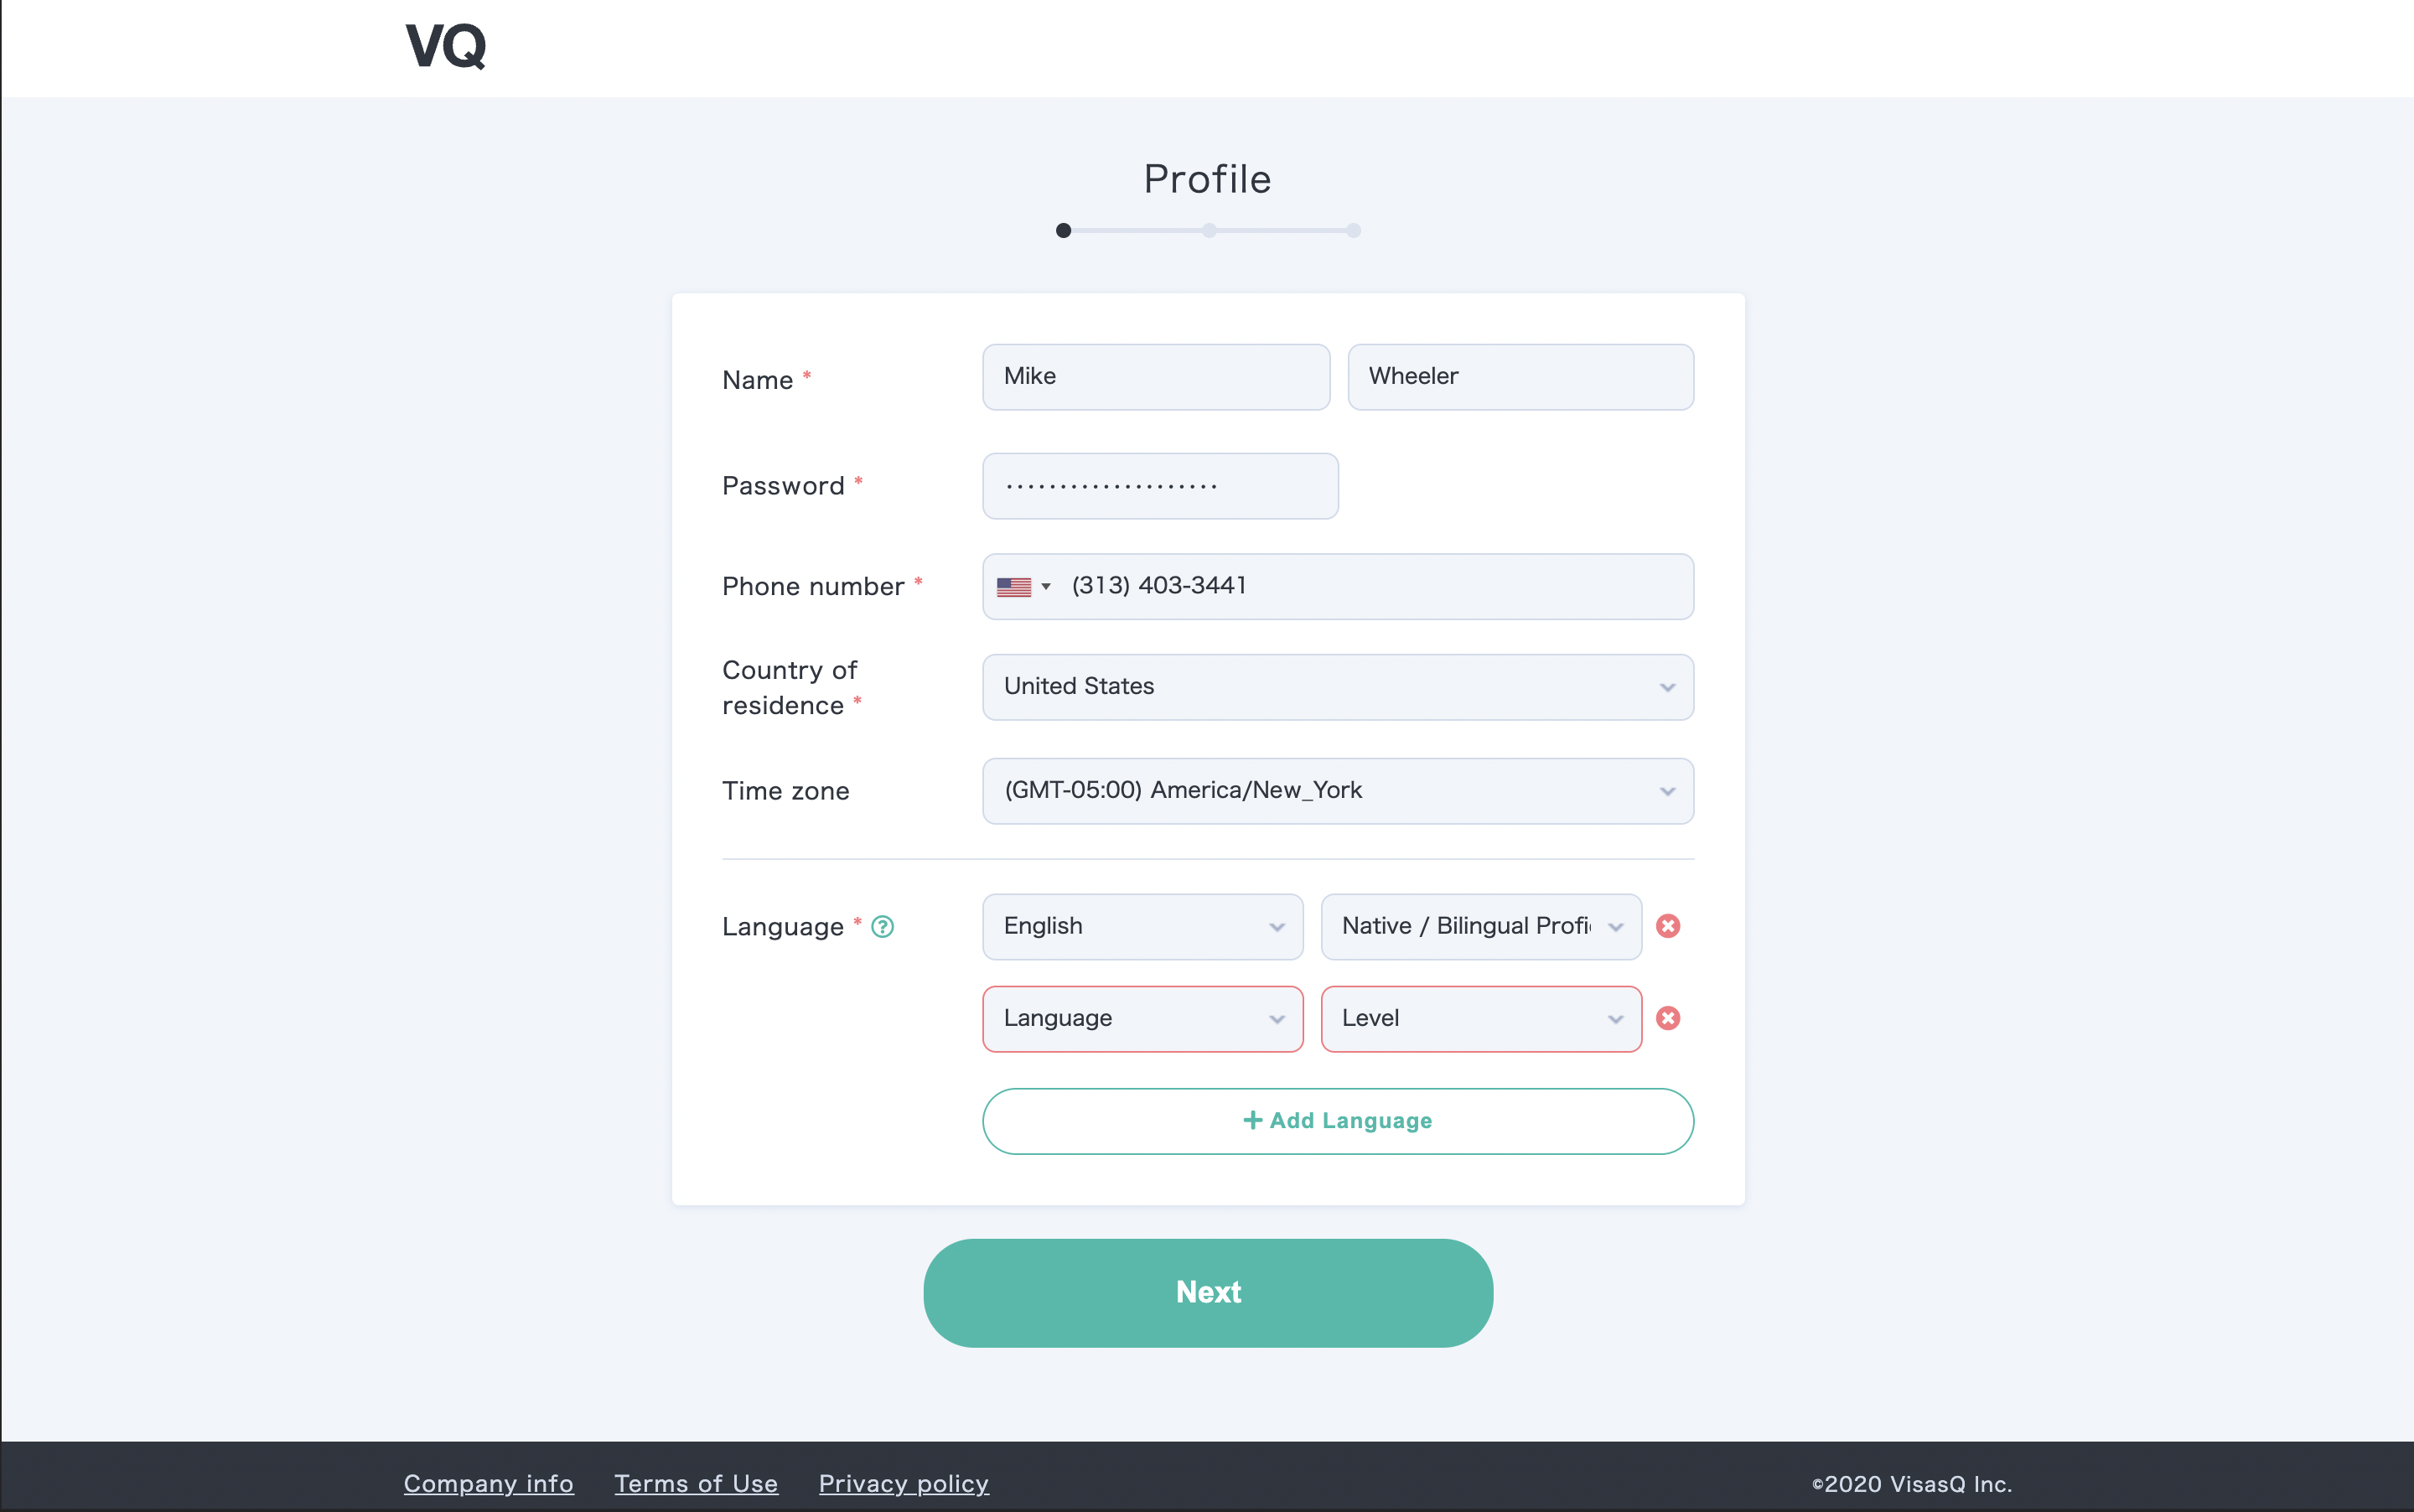 VQ
Profile
Name *
Mike
Wheeler
Password *
····················
Phone number *
(313) 403-3441
Country of
residence *
United States
Time zone
(GMT-05:00) America/New_York
Language * ?
English
Native / Bilingual Profi
Language
Level
+ Add Language
Next
Company info Terms of Use Privacy policy
©2020 VisasQ Inc.